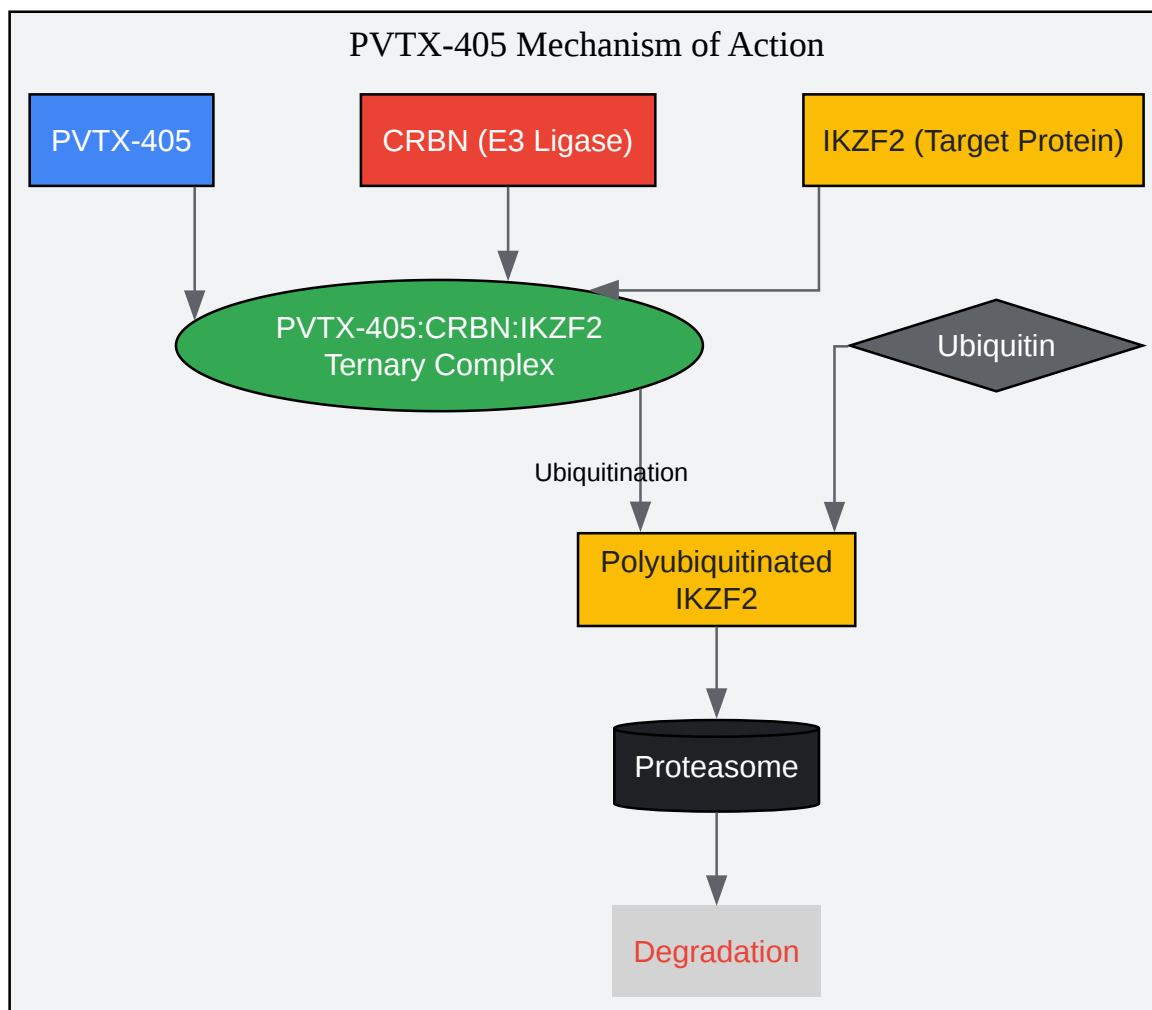 PVTX-405 Mechanism of Action
PVTX-405
CRBN (E3 Ligase)
IKZF2 (Target Protein)
PVTX-405:CRBN:IKZF2
Ternary Complex
Ubiquitin
Ubiquitination
Polyubiquitinated
IKZF2
Proteasome
Degradation